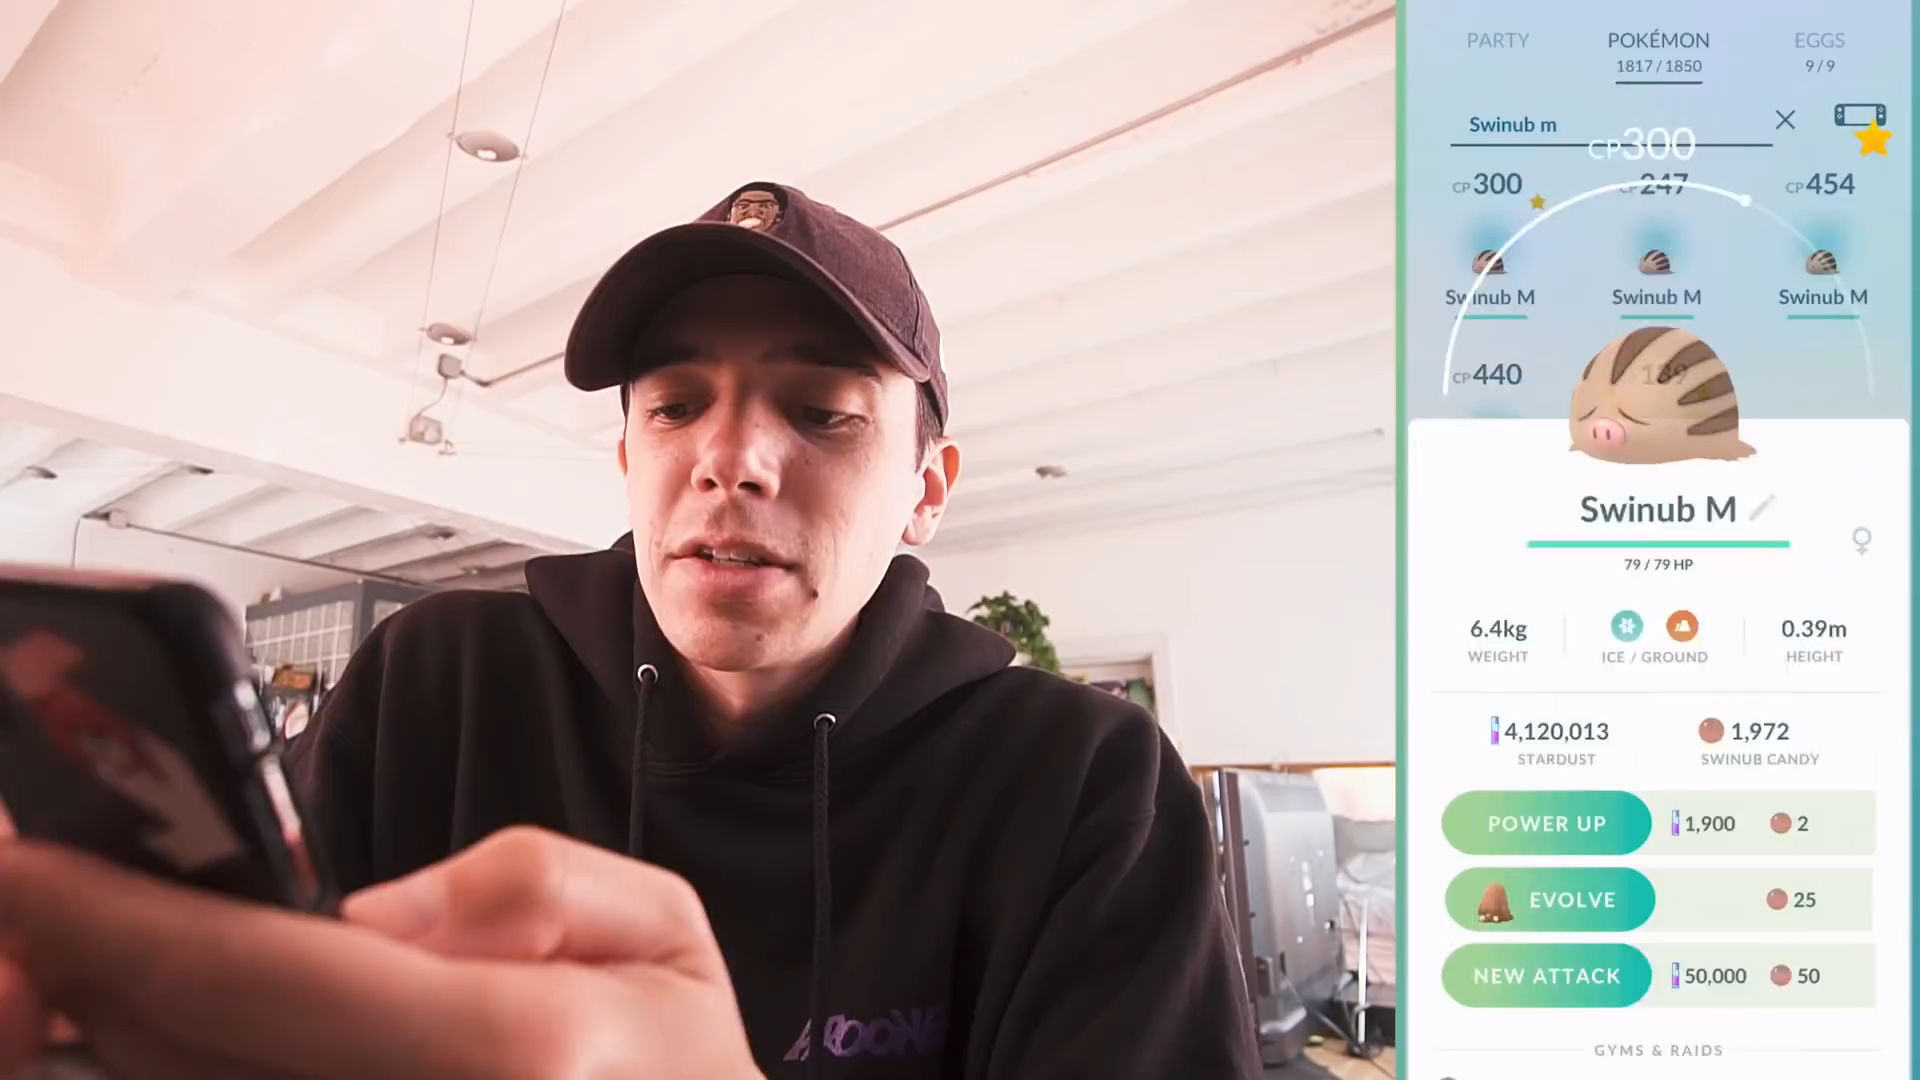 PARTY POKÉMON EGGS
1817 / 1850 9 / 9
Swinub m
CP300
CP300 CP247 CP454
Swinub M Swinub M Swinub M
CP440 139
Swinub M
79 / 79 HP
6.4kg 0.39m
WEIGHT ICE / GROUND HEIGHT
4,120,013 1,972
STARDUST SWINUB CANDY
POWER UP 1,900 2
EVOLVE 25
NEW ATTACK 50,000 50
GYMS & RAIDS